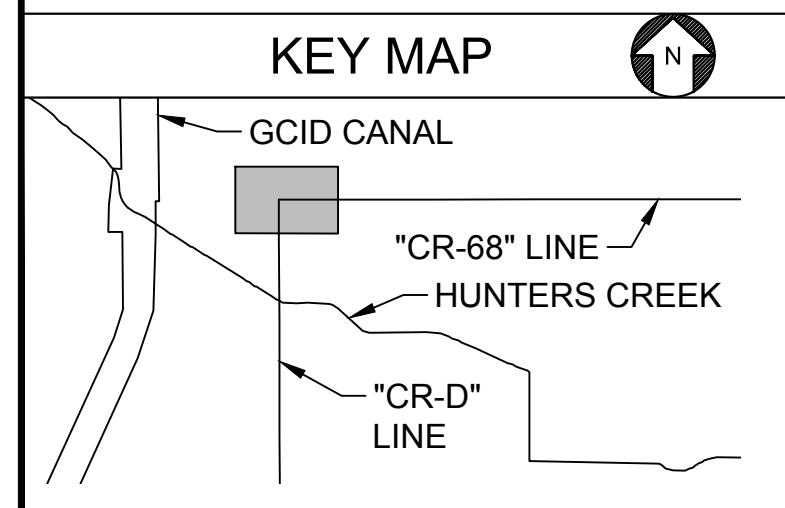 KEY MAP
N
GCID CANAL
"CR-68" LINE
HUNTERS CREEK
"CR-D"
LINE